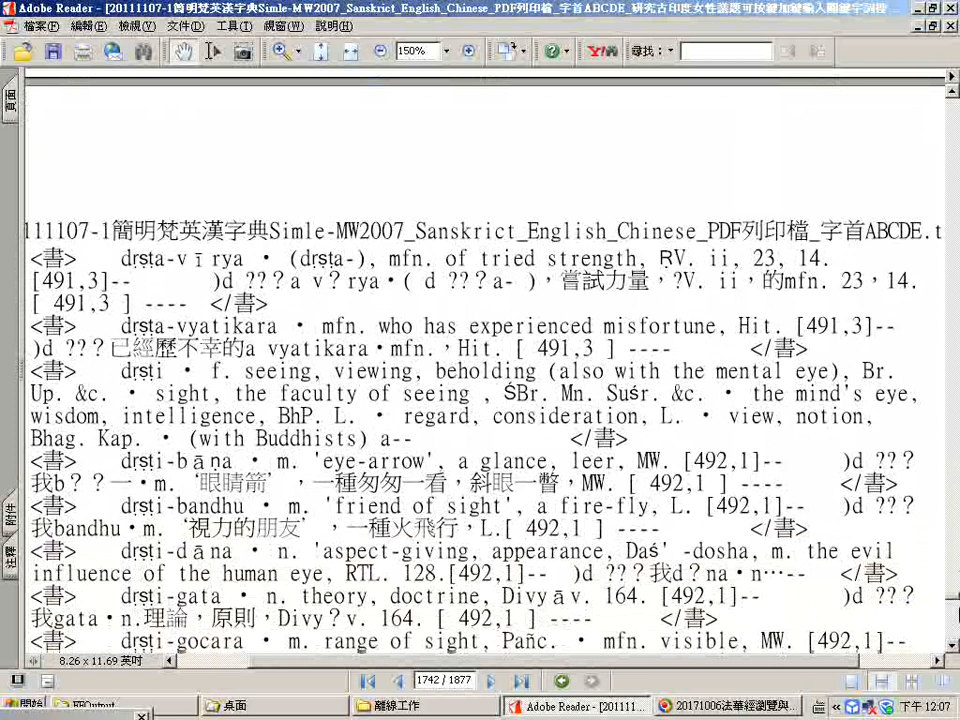 Adobe Reader - [20111107-1簡明梵英漢字典Simle-MW2007_Sanskrict_English_Chinese_PDF列印檔_字首ABCDE_研究古印度女性議題可按
檔案(F) 編輯(E) 檢視(V) 文件(D) 工具(T) 視窗(W) 說明(H)
150% 尋找:
頁面
111107-1簡明梵英漢字典Simle-MW2007_Sanskrict_English_Chinese_PDF列印檔_字首ABCDE.t
<書> dṛṣṭa-vīrya • (dṛṣṭa-), mfn. of tried strength, ṚV. ii, 23, 14.
[491,3]-- )d ???a v?rya•( d ???a- )，嘗試力量，?V. ii，的mfn. 23，14.
[ 491,3 ] ---- </書>
<書> dṛṣṭa-vyatikara • mfn. who has experienced misfortune, Hit. [491,3]--
)d ???已經歷不幸的a vyatikara•mfn.，Hit. [ 491,3 ] ---- </書>
<書> dṛṣṭi • f. seeing, viewing, beholding (also with the mental eye), Br.
Up. &c. • sight, the faculty of seeing , ŚBr. Mn. Suśr. &c. • the mind's eye,
wisdom, intelligence, BhP. L. • regard, consideration, L. • view, notion,
Bhag. Kap. • (with Buddhists) a-- </書>
<書> dṛṣṭi-bāṇa • m. 'eye-arrow', a glance, leer, MW. [492,1]-- )d ???
我b??一•m.‘眼睛箭’，一種匆匆一看，斜眼一瞥，MW. [ 492,1 ] ---- </書>
<書> dṛṣṭi-bandhu • m. 'friend of sight', a fire-fly, L. [492,1]-- )d ???
我bandhu•m.‘視力的朋友’，一種火飛行，L.[ 492,1 ] ---- </書>
<書> dṛṣṭi-dāna • n. 'aspect-giving, appearance, Daś' -dosha, m. the evil
influence of the human eye, RTL. 128.[492,1]-- )d ???我d?na•n…-- </書>
<書> dṛṣṭi-gata • n. theory, doctrine, Divyāv. 164. [492,1]-- )d ???
我gata•n.理論，原則，Divy?v. 164. [ 492,1 ] ---- </書>
<書> dṛṣṭi-gocara • m. range of sight, Pañc. • mfn. visible, MW. [492,1]--
附件
注釋
8.26 x 11.69 英吋
1742 / 1877
開始 FFOutput 桌面 離線工作 Adobe Reader - [201111... 20171006法華經瀏覽與... 下午 12:07